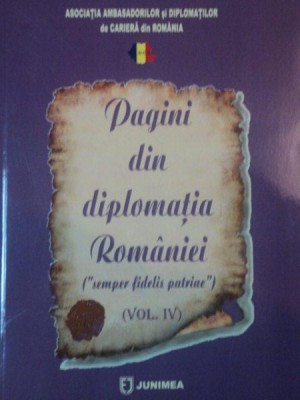 ASOCIAȚIA AMBASADORILOR și DIPLOMAȚILOR
de CARIERĂ din ROMÂNIA
Pagini
din
diplomația
României
("semper fidelis patriae")
(VOL. IV)
JUNIMEA